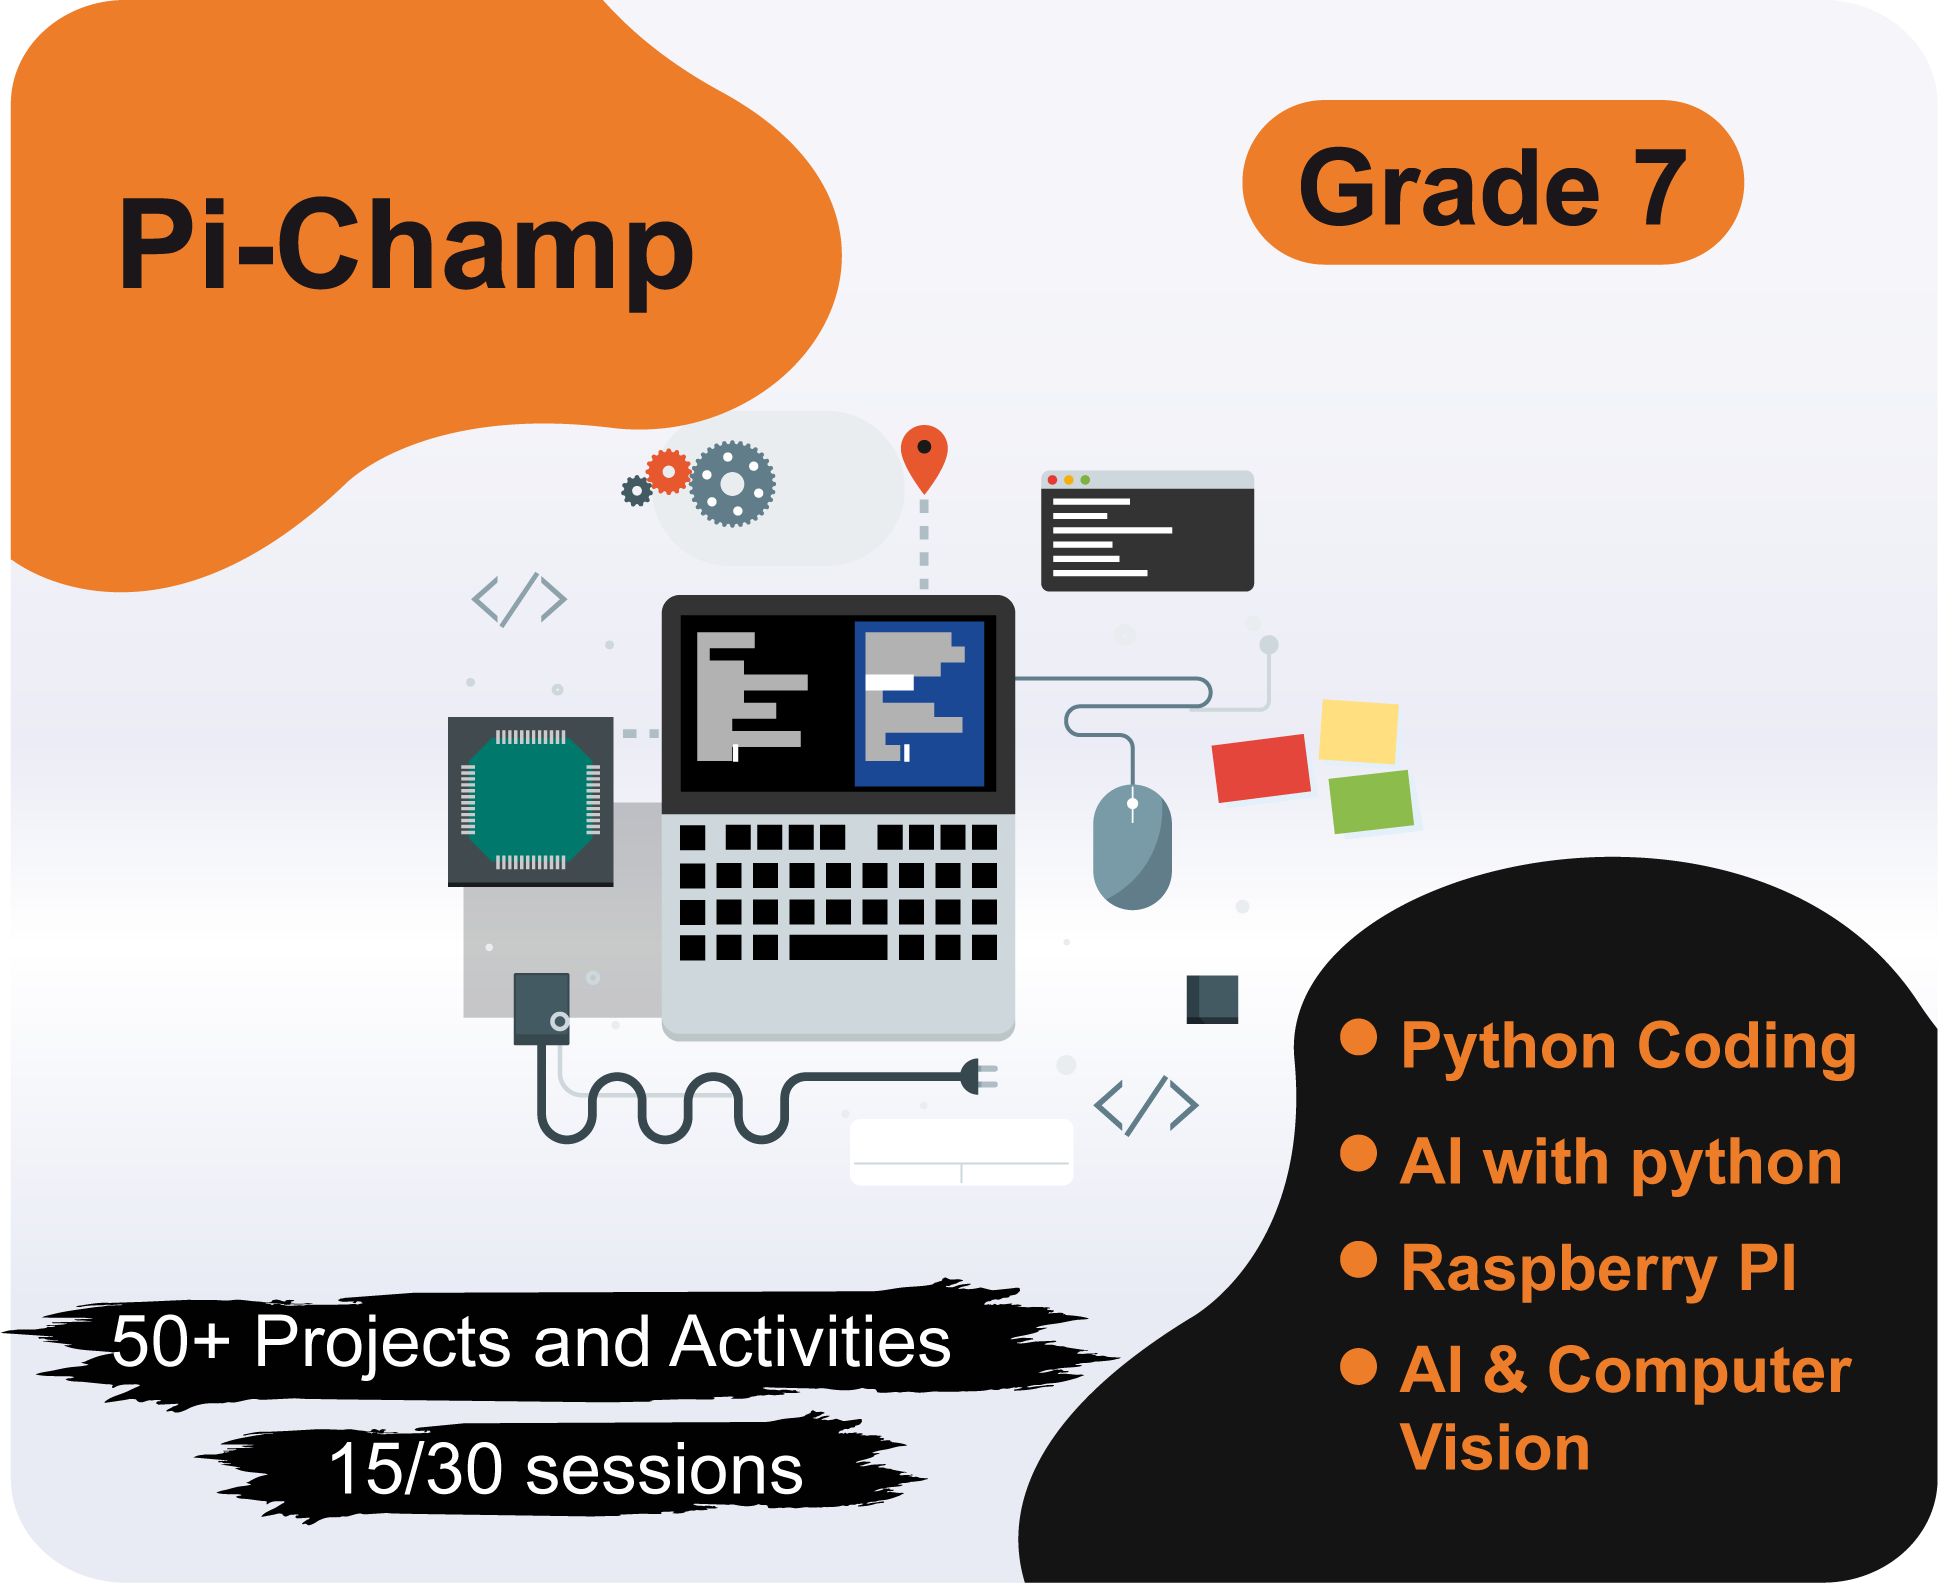 Pi-Champ
Grade 7
Python Coding
AI with python
Raspberry PI
AI & Computer
Vision
50+ Projects and Activities
15/30 sessions